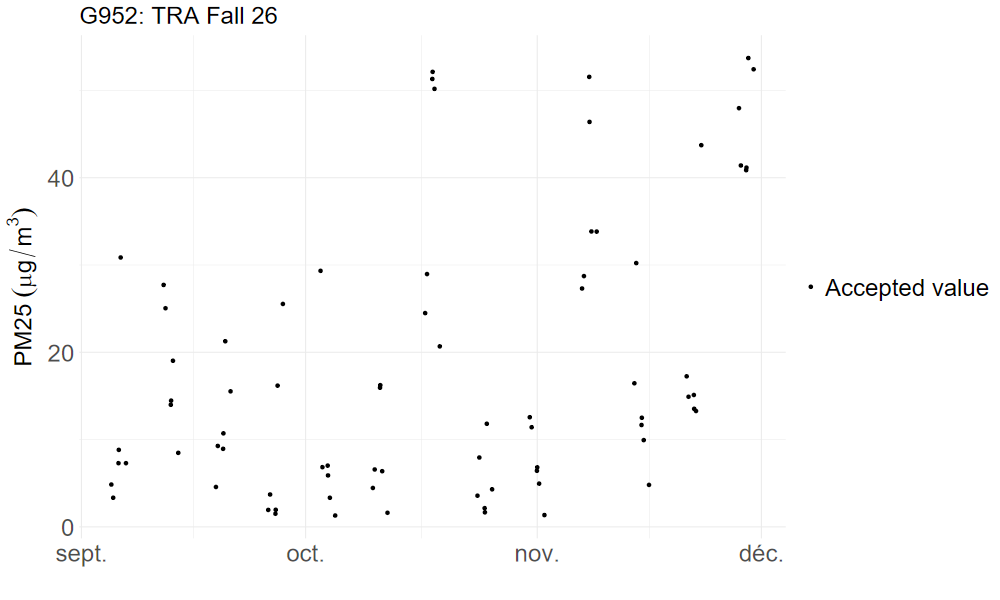 G952: TRA Fall 26
PM25 (μg/m³)
40
20
0
sept.
oct.
nov.
déc.
Accepted value